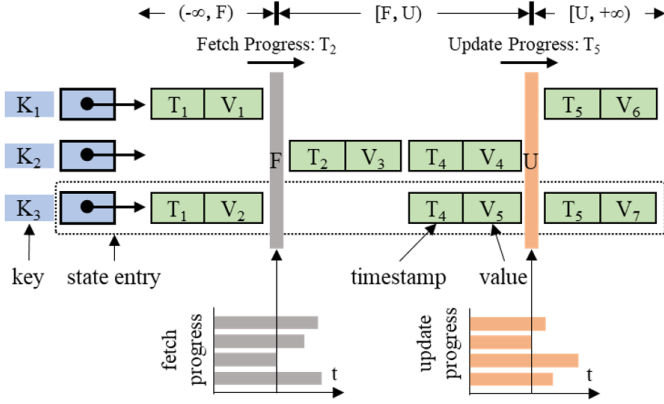 (-∞, F) [F, U) [U, +∞)
Fetch Progress: T₂ Update Progress: T₅
K₁ T₁ V₁ T₅ V₆
K₂ F T₂ V₃ T₄ V₄ U
K₃ T₁ V₂ T₄ V₅ T₅ V₇
key state entry timestamp value
fetch
progress
t
update
progress
t